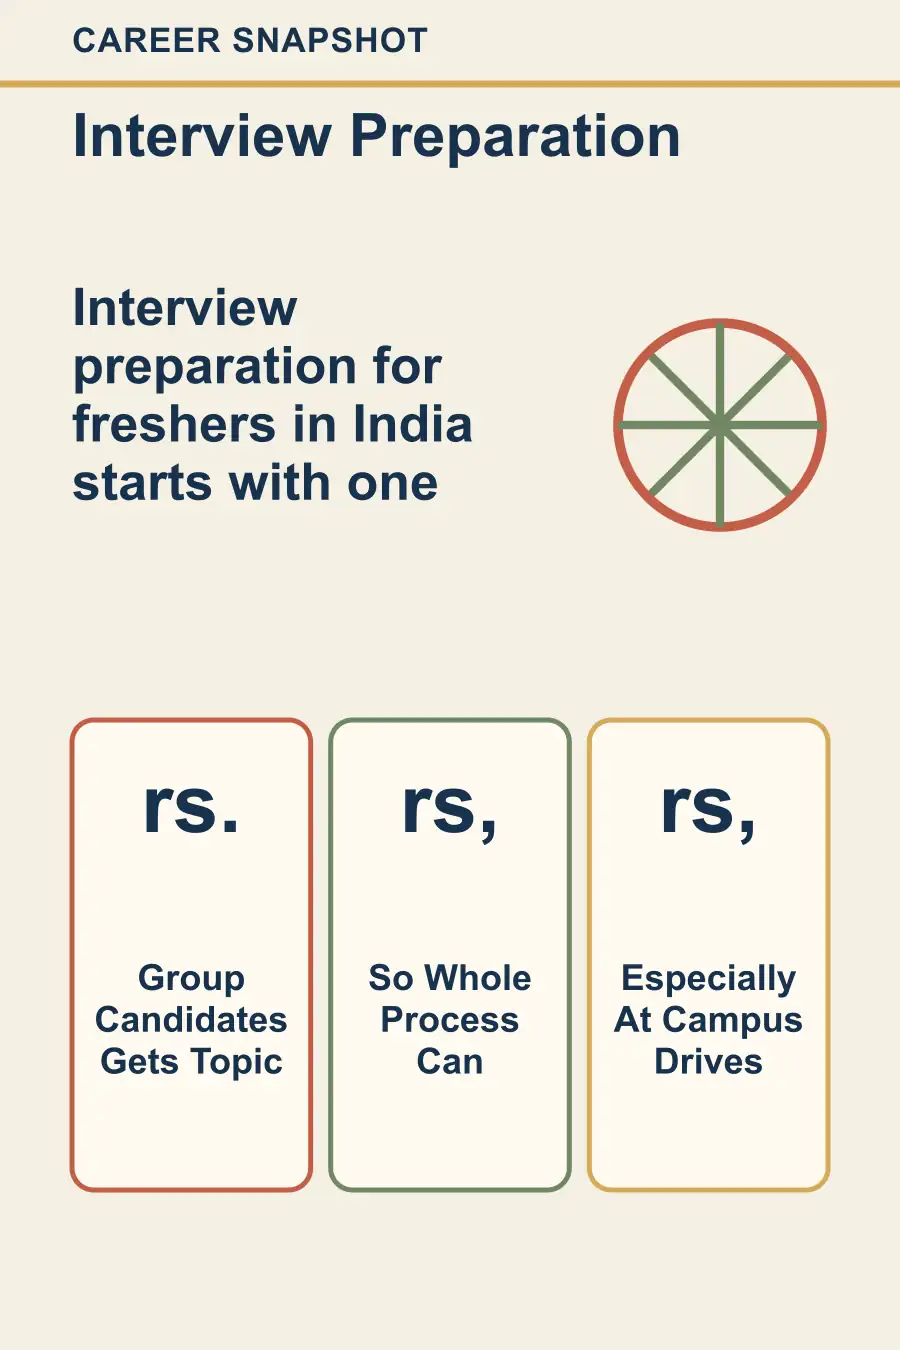 CAREER SNAPSHOT
Interview Preparation
Interview
preparation for
freshers in India
starts with one
rs.
Group
Candidates
Gets Topic
rs,
So Whole
Process
Can
rs,
Especially
At Campus
Drives